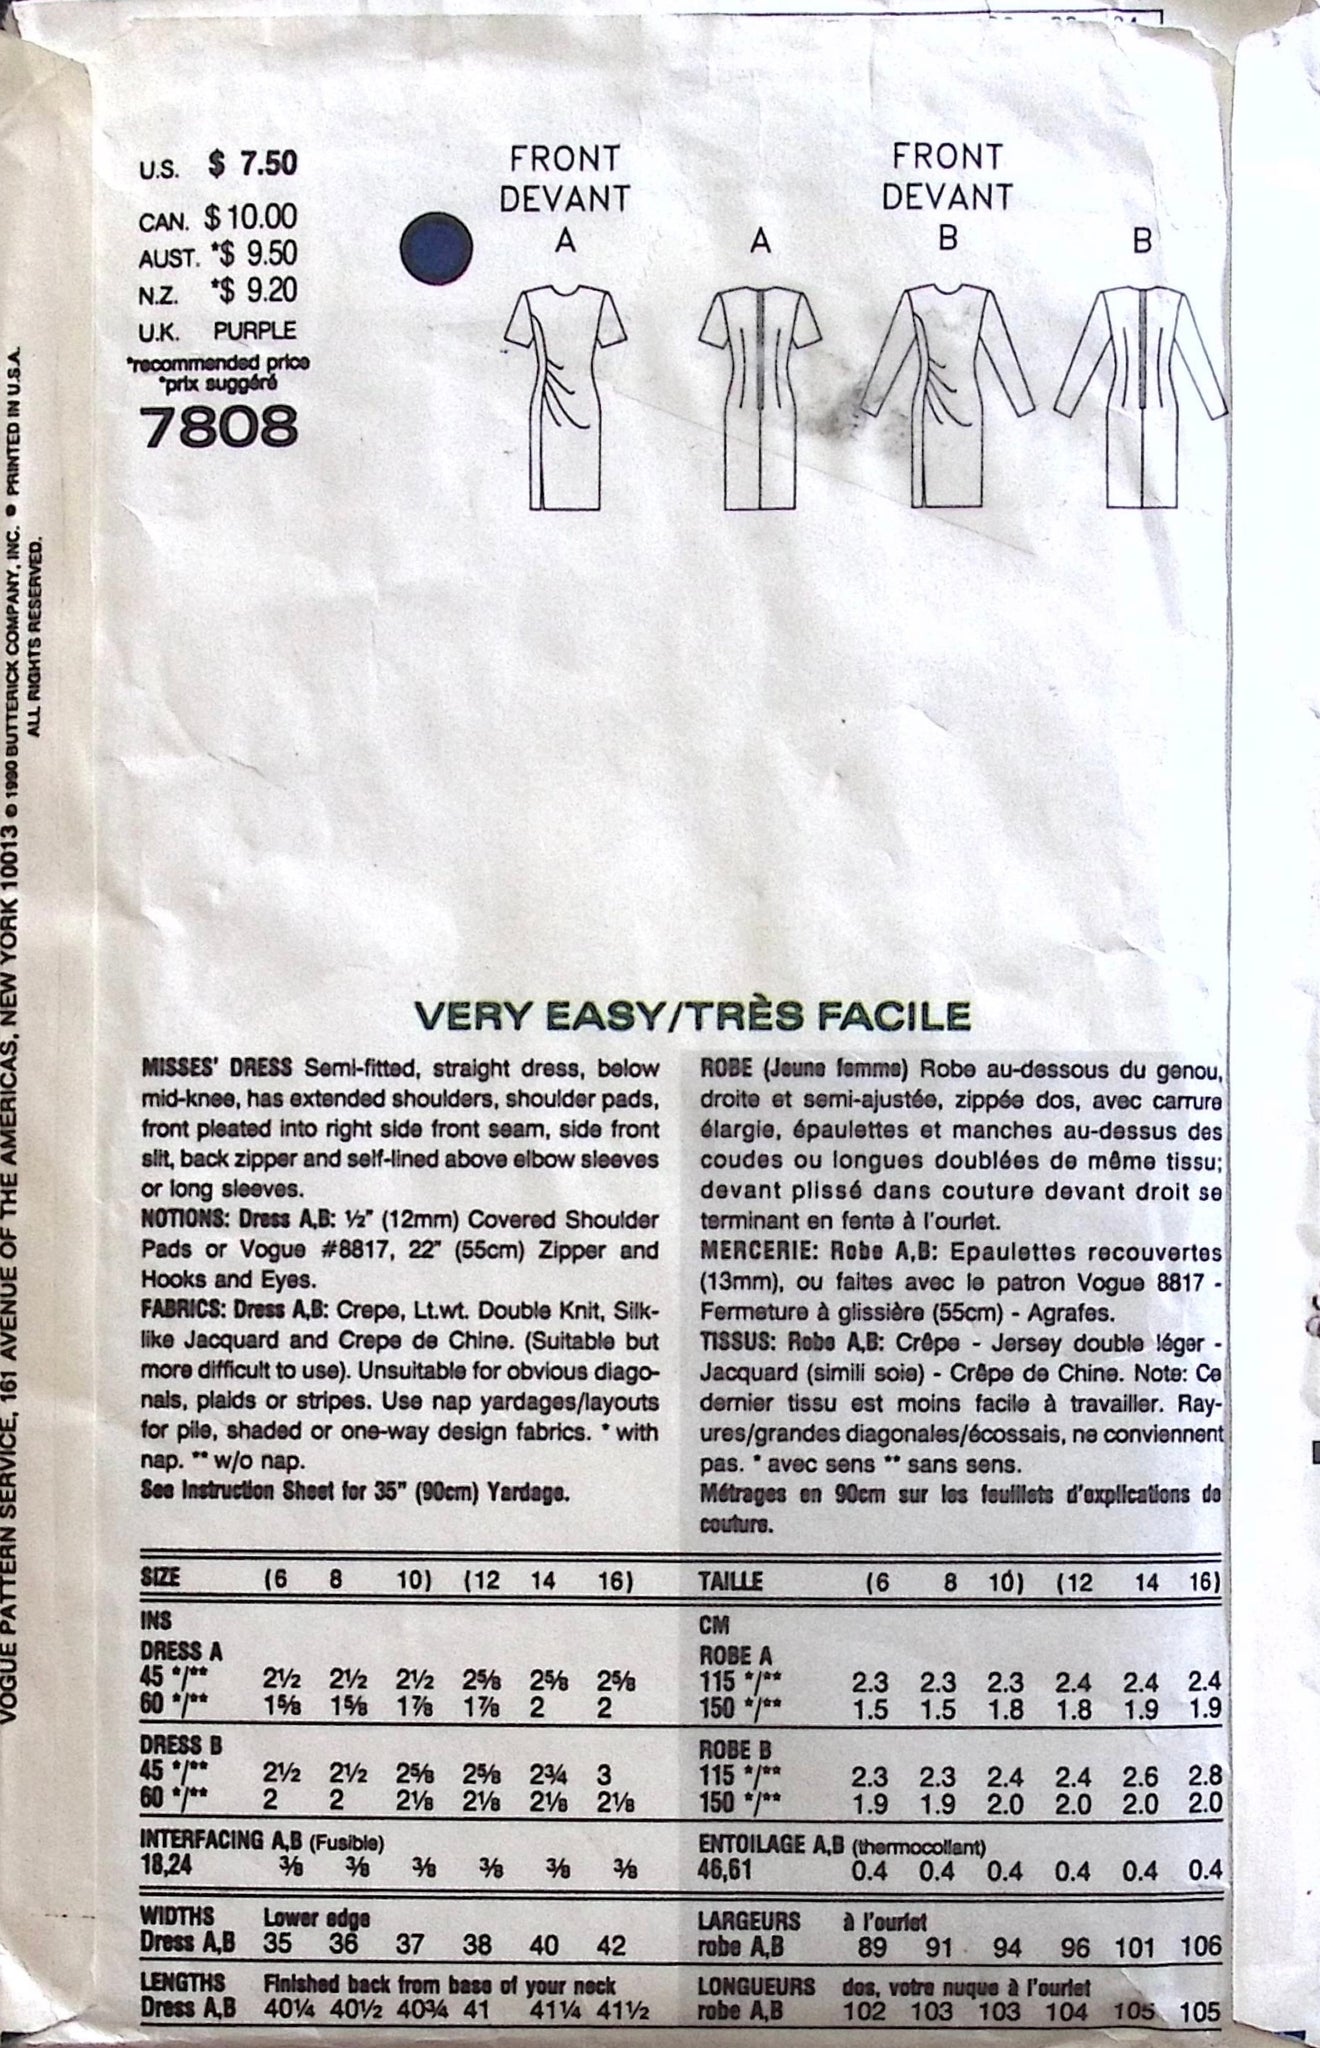 U.S. $ 7.50
CAN. $ 10.00
AUST. *$ 9.50
N.Z. *$ 9.20
U.K. PURPLE
*recommended price
*prix suggéré
7808
FRONT
DEVANT
A
A
FRONT
DEVANT
B
B
VOGUE PATTERN SERVICE, 161 AVENUE OF THE AMERICAS, NEW YORK 10013 © 1990 BUTTERICK COMPANY, INC. ● PRINTED IN U.S.A.
ALL RIGHTS RESERVED.
VERY EASY/TRÈS FACILE
MISSES' DRESS Semi-fitted, straight dress, below
mid-knee, has extended shoulders, shoulder pads,
front pleated into right side front seam, side front
slit, back zipper and self-lined above elbow sleeves
or long sleeves.
NOTIONS: Dress A,B: ½" (12mm) Covered Shoulder
Pads or Vogue #8817, 22" (55cm) Zipper and
Hooks and Eyes.
FABRICS: Dress A,B: Crepe, Lt.wt. Double Knit, Silk-
like Jacquard and Crepe de Chine. (Suitable but
more difficult to use). Unsuitable for obvious diago-
nals, plaids or stripes. Use nap yardages/layouts
for pile, shaded or one-way design fabrics. * with
nap. ** w/o nap.
See Instruction Sheet for 35" (90cm) Yardage.
ROBE (Jeune femme) Robe au-dessous du genou,
droite et semi-ajustée, zippée dos, avec carrure
élargie, épaulettes et manches au-dessus des
coudes ou longues doublées de même tissu;
devant plissé dans couture devant droit se
terminant en fente à l'ourlet.
MERCERIE: Robe A,B: Epaulettes recouvertes
(13mm), ou faites avec le patron Vogue 8817 -
Fermeture à glissière (55cm) - Agrafes.
TISSUS: Robe A,B: Crêpe - Jersey double léger -
Jacquard (simili soie) - Crêpe de Chine. Note: Ce
dernier tissu est moins facile à travailler. Ray-
ures/grandes diagonales/écossais, ne conviennent
pas. * avec sens ** sans sens.
Métrages en 90cm sur les feuillets d'explications de
couture.
SIZE (6 8 10) (12 14 16)
INS
DRESS A
45 */** 2½ 2½ 2½ 2⅝ 2⅝ 2⅝
60 */** 1⅝ 1⅝ 1⅞ 1⅞ 2 2
DRESS B
45 */** 2½ 2½ 2⅝ 2⅝ 2¾ 3
60 */** 2 2 2⅛ 2⅛ 2⅛ 2⅛
INTERFACING A,B (Fusible)
18,24 ⅜ ⅜ ⅜ ⅜ ⅜ ⅜
WIDTHS Lower edge
Dress A,B 35 36 37 38 40 42
LENGTHS Finished back from base of your neck
Dress A,B 40¼ 40½ 40¾ 41 41¼ 41½
TAILLE (6 8 10) (12 14 16)
CM
ROBE A
115 */** 2.3 2.3 2.3 2.4 2.4 2.4
150 */** 1.5 1.5 1.8 1.8 1.9 1.9
ROBE B
115 */** 2.3 2.3 2.4 2.4 2.6 2.8
150 */** 1.9 1.9 2.0 2.0 2.0 2.0
ENTOILAGE A,B (thermocollant)
46,61 0.4 0.4 0.4 0.4 0.4 0.4
LARGEURS à l'ourlet
robe A,B 89 91 94 96 101 106
LONGUEURS dos, votre nuque à l'ourlet
robe A,B 102 103 103 104 105 105